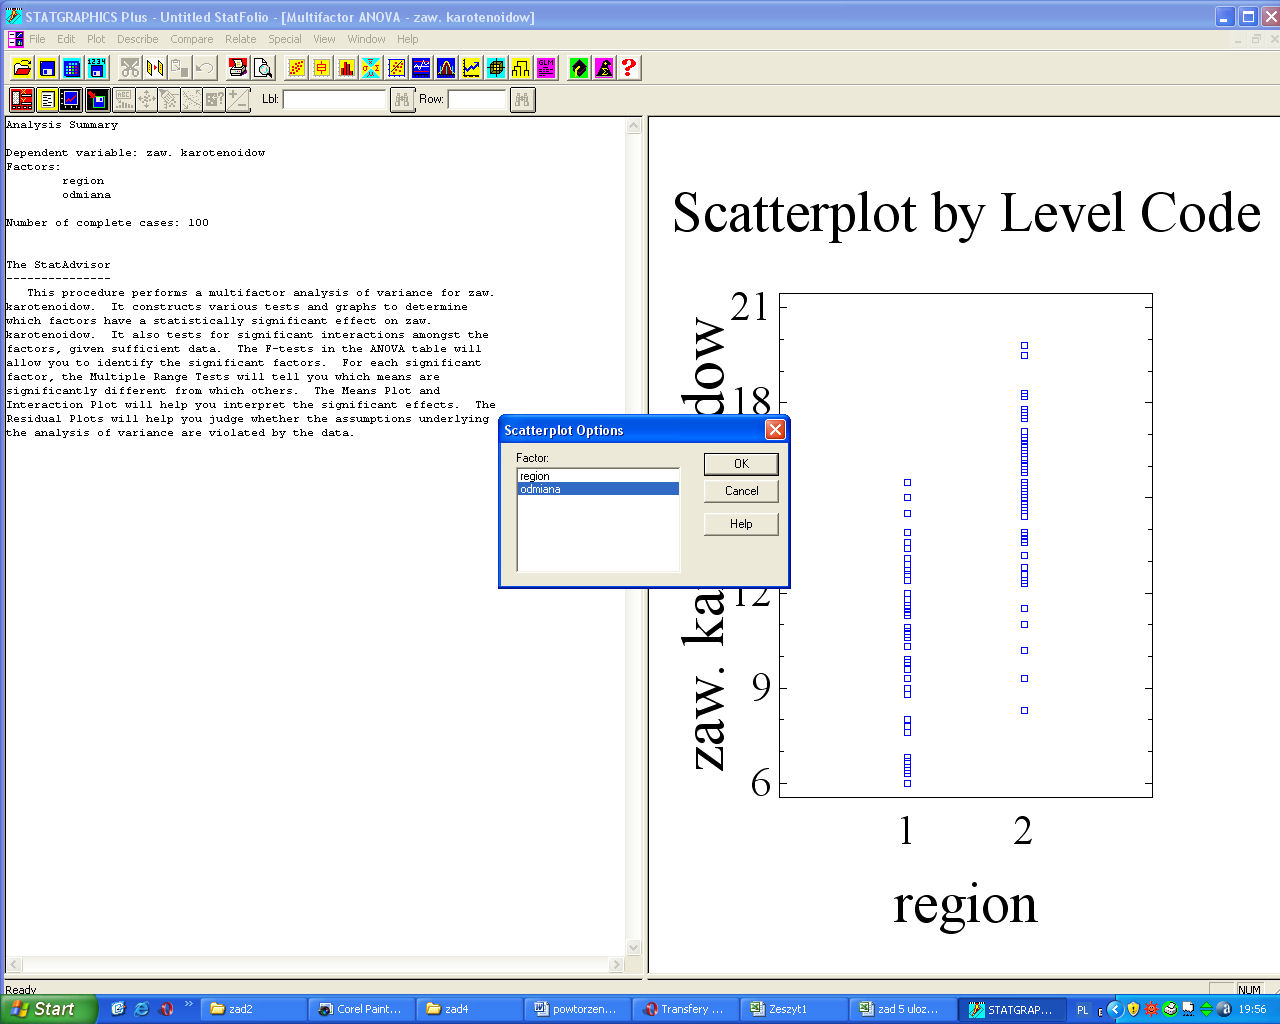 STATGRAPHICS Plus - Untitled StatFolio - [Multifactor ANOVA - zaw. karotenoidow]
File Edit Plot Describe Compare Relate Special View Window Help
1234
GLM
Lbl: Row:
Analysis Summary
Dependent variable: zaw. karotenoidow
Factors:
region
odmiana
Number of complete cases: 100
The StatAdvisor
---------------
This procedure performs a multifactor analysis of variance for zaw.
karotenoidow.  It constructs various tests and graphs to determine
which factors have a statistically significant effect on zaw.
karotenoidow.  It also tests for significant interactions amongst the
factors, given sufficient data.  The F-tests in the ANOVA table will
allow you to identify the significant factors.  For each significant
factor, the Multiple Range Tests will tell you which means are
significantly different from which others.  The Means Plot and
Interaction Plot will help you interpret the significant effects.  The
Residual Plots will help you judge whether the assumptions underlying
the analysis of variance are violated by the data.
Scatterplot by Level Code
21
18
12
9
6
zaw. ka
dow
1 2
region
Scatterplot Options
Factor:
region
odmiana
OK
Cancel
Help
Ready
NUM
Start
zad2
Corel Paint...
zad4
powtorzen...
Transfery ...
Zeszyt1
zad 5 uloz...
STATGRAP...
PL
19:56